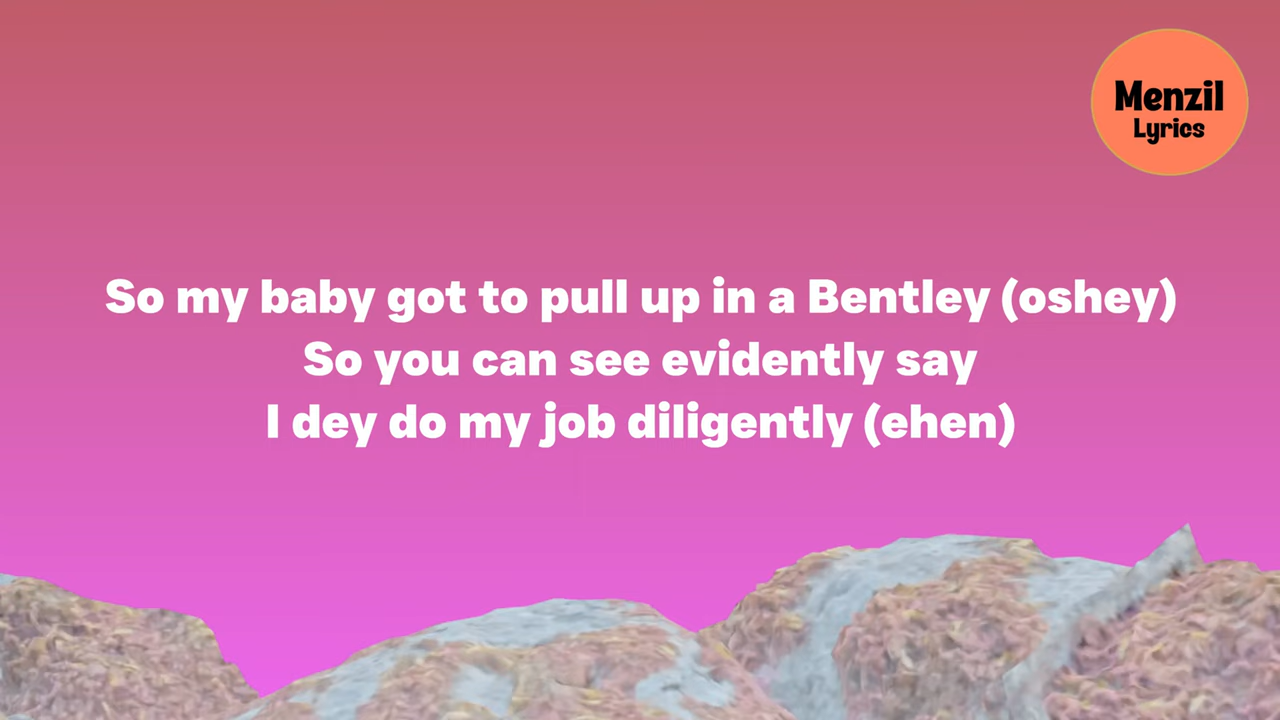 Menzil
Lyrics
So my baby got to pull up in a Bentley (oshey)
So you can see evidently say
I dey do my job diligently (ehen)